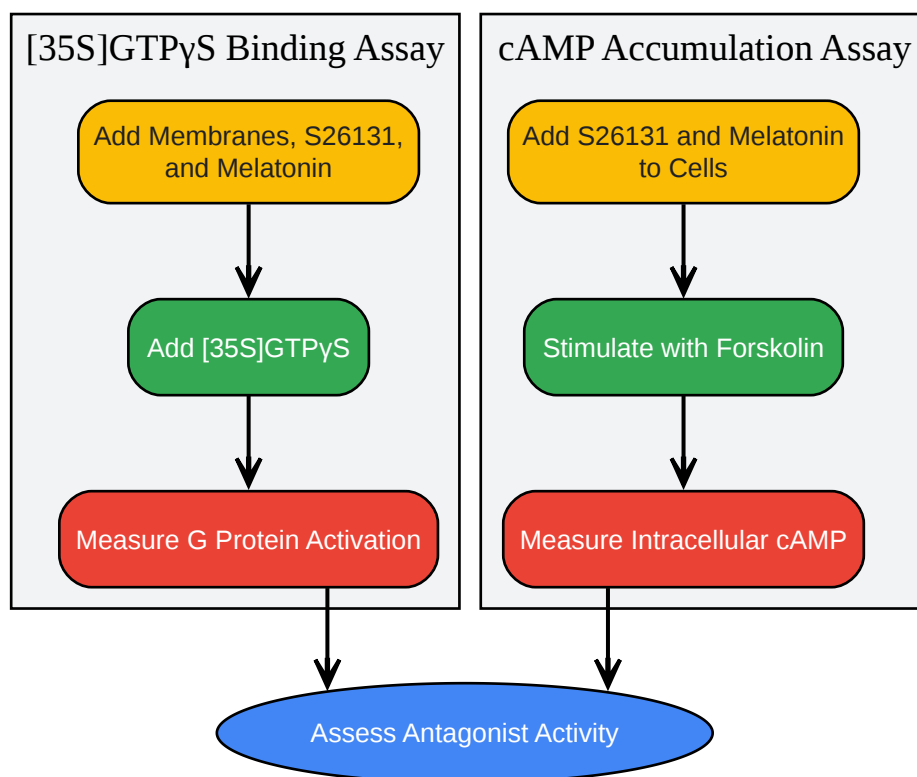 [35S]GTPγS Binding Assay
Add Membranes, S26131,
and Melatonin
Add [35S]GTPγS
Measure G Protein Activation
cAMP Accumulation Assay
Add S26131 and Melatonin
to Cells
Stimulate with Forskolin
Measure Intracellular cAMP
Assess Antagonist Activity